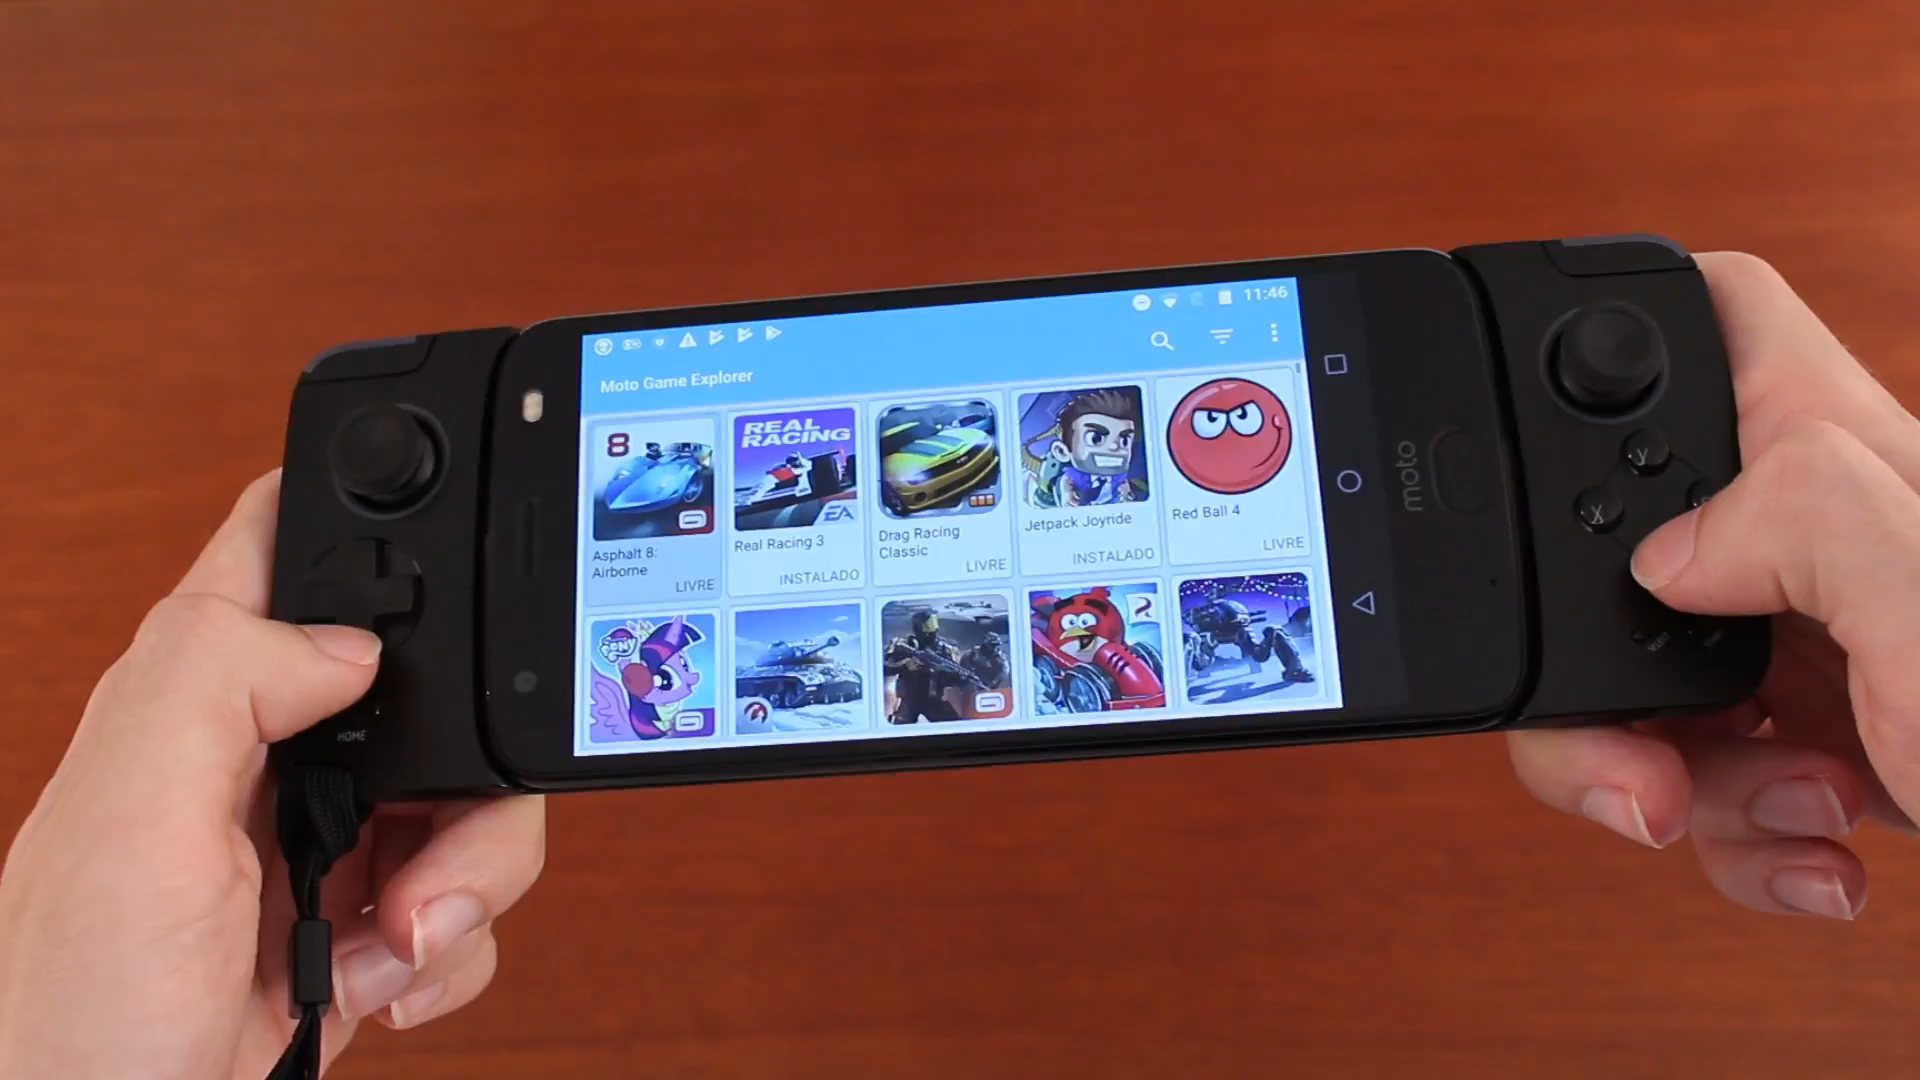 11:46
Moto Game Explorer
8
REAL
RACING
EA
Asphalt 8:
Airborne
LIVRE
Real Racing 3
INSTALADO
Drag Racing
Classic
LIVRE
Jetpack Joyride
INSTALADO
Red Ball 4
LIVRE
PONY
moto
Y
X
HOME